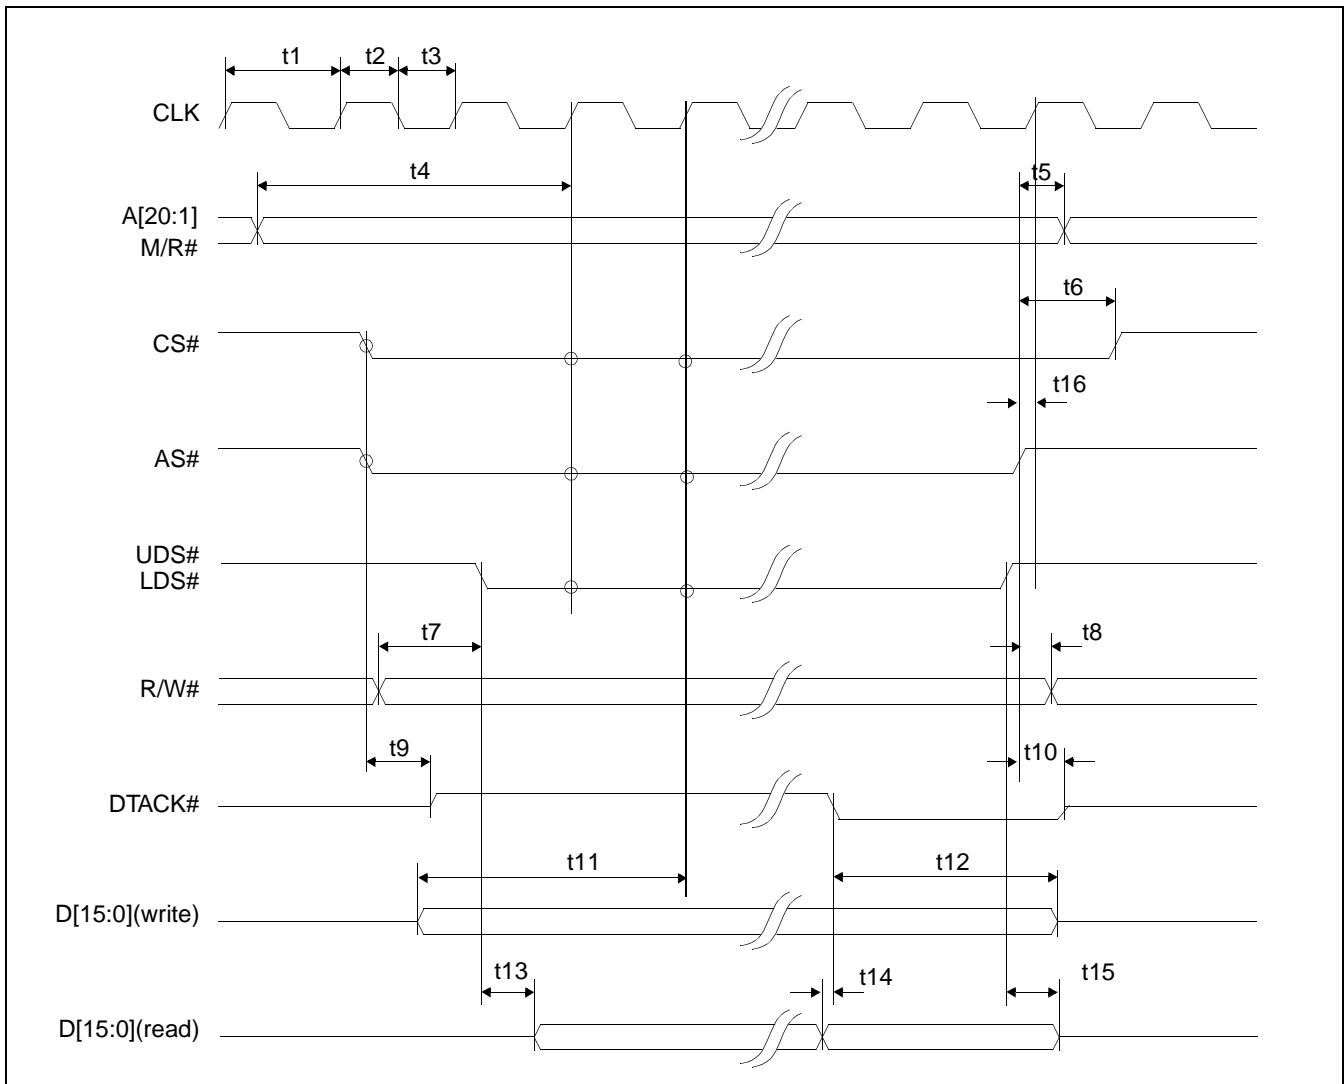 t1 t2 t3
CLK
t4 t5
A[20:1]
M/R#
t6
CS#
t16
AS#
UDS#
LDS#
t7 t8
R/W#
t9 t10
DTACK#
t11 t12
D[15:0](write)
t13 t14 t15
D[15:0](read)